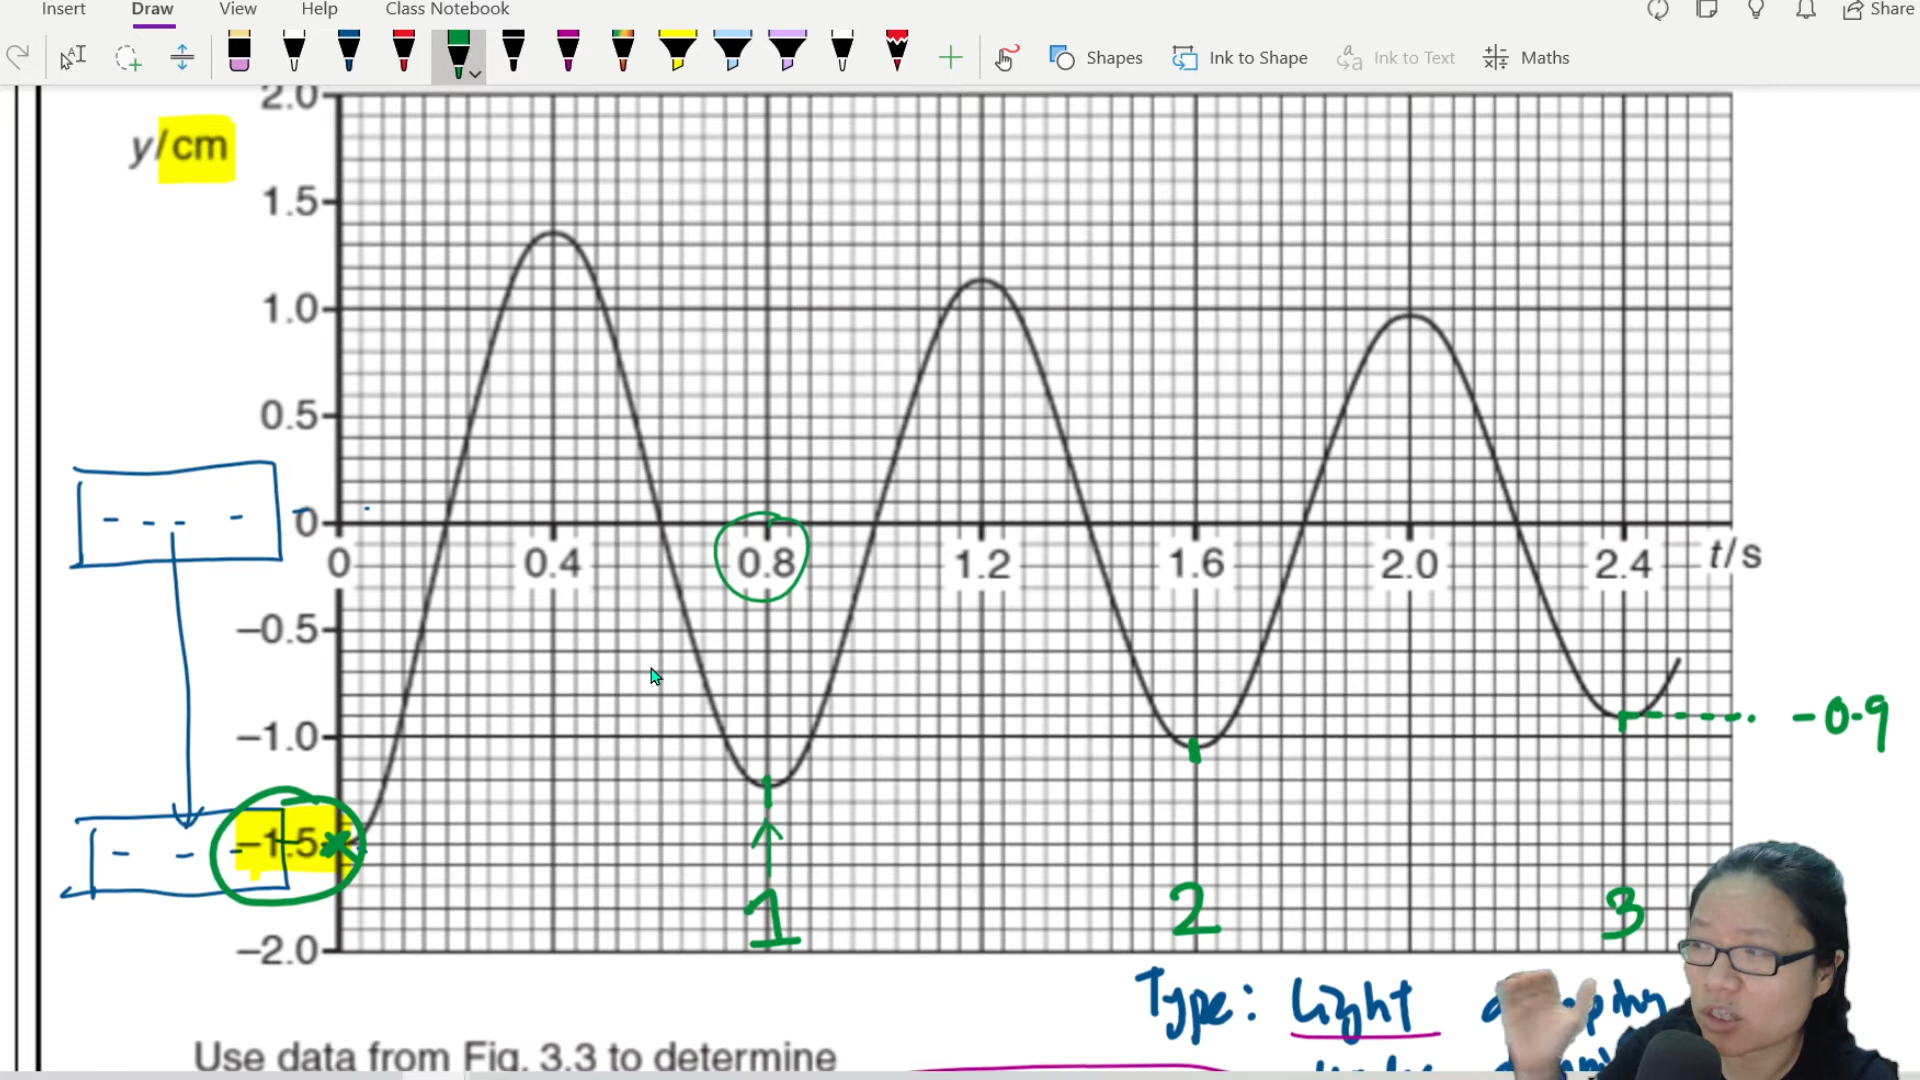 Insert Draw View Help Class Notebook Share
Shapes Ink to Shape Ink to Text Maths
2.0
y/cm
1.5
1.0
0.5
0
0 0.4 0.8 1.2 1.6 2.0 2.4 t/s
−0.5
-0.9
−1.0
−1.5
1 2 3
−2.0
Type: Light
Use data from Fig. 3.3 to determine